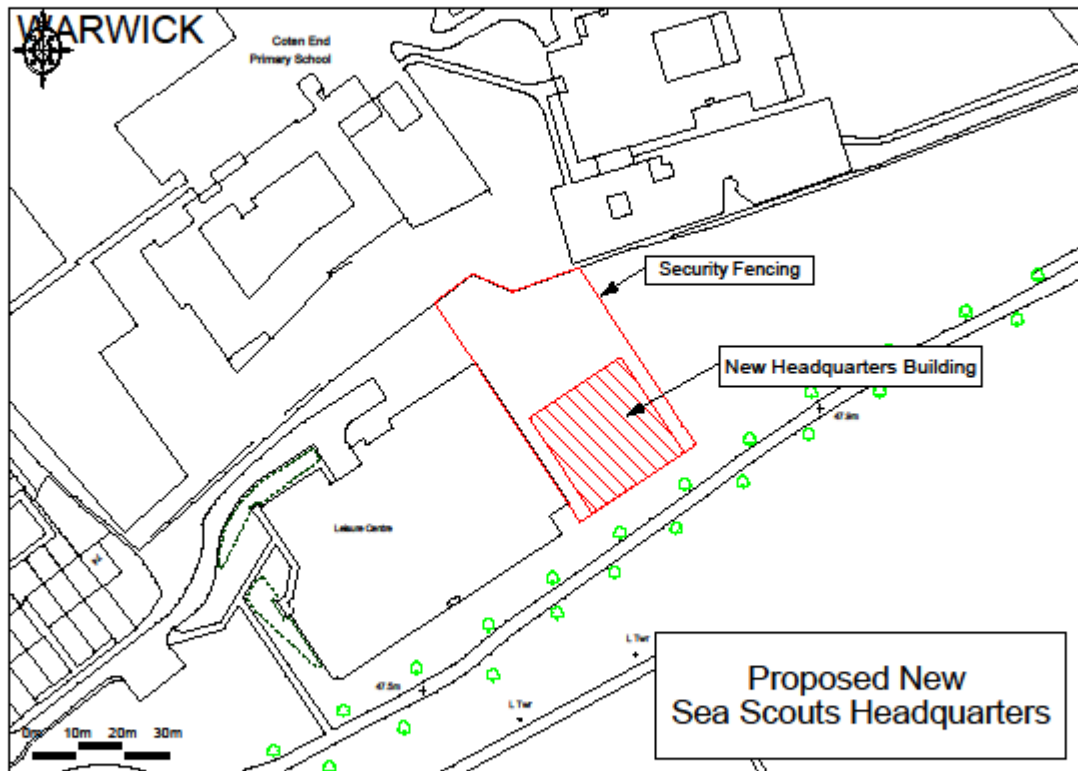 WARWICK
Coten End
Primary School
Security Fencing
New Headquarters Building
47.9m
Leisure Centre
L Twr
47.5m
L Twr
0m 10m 20m 30m
Proposed New
Sea Scouts Headquarters